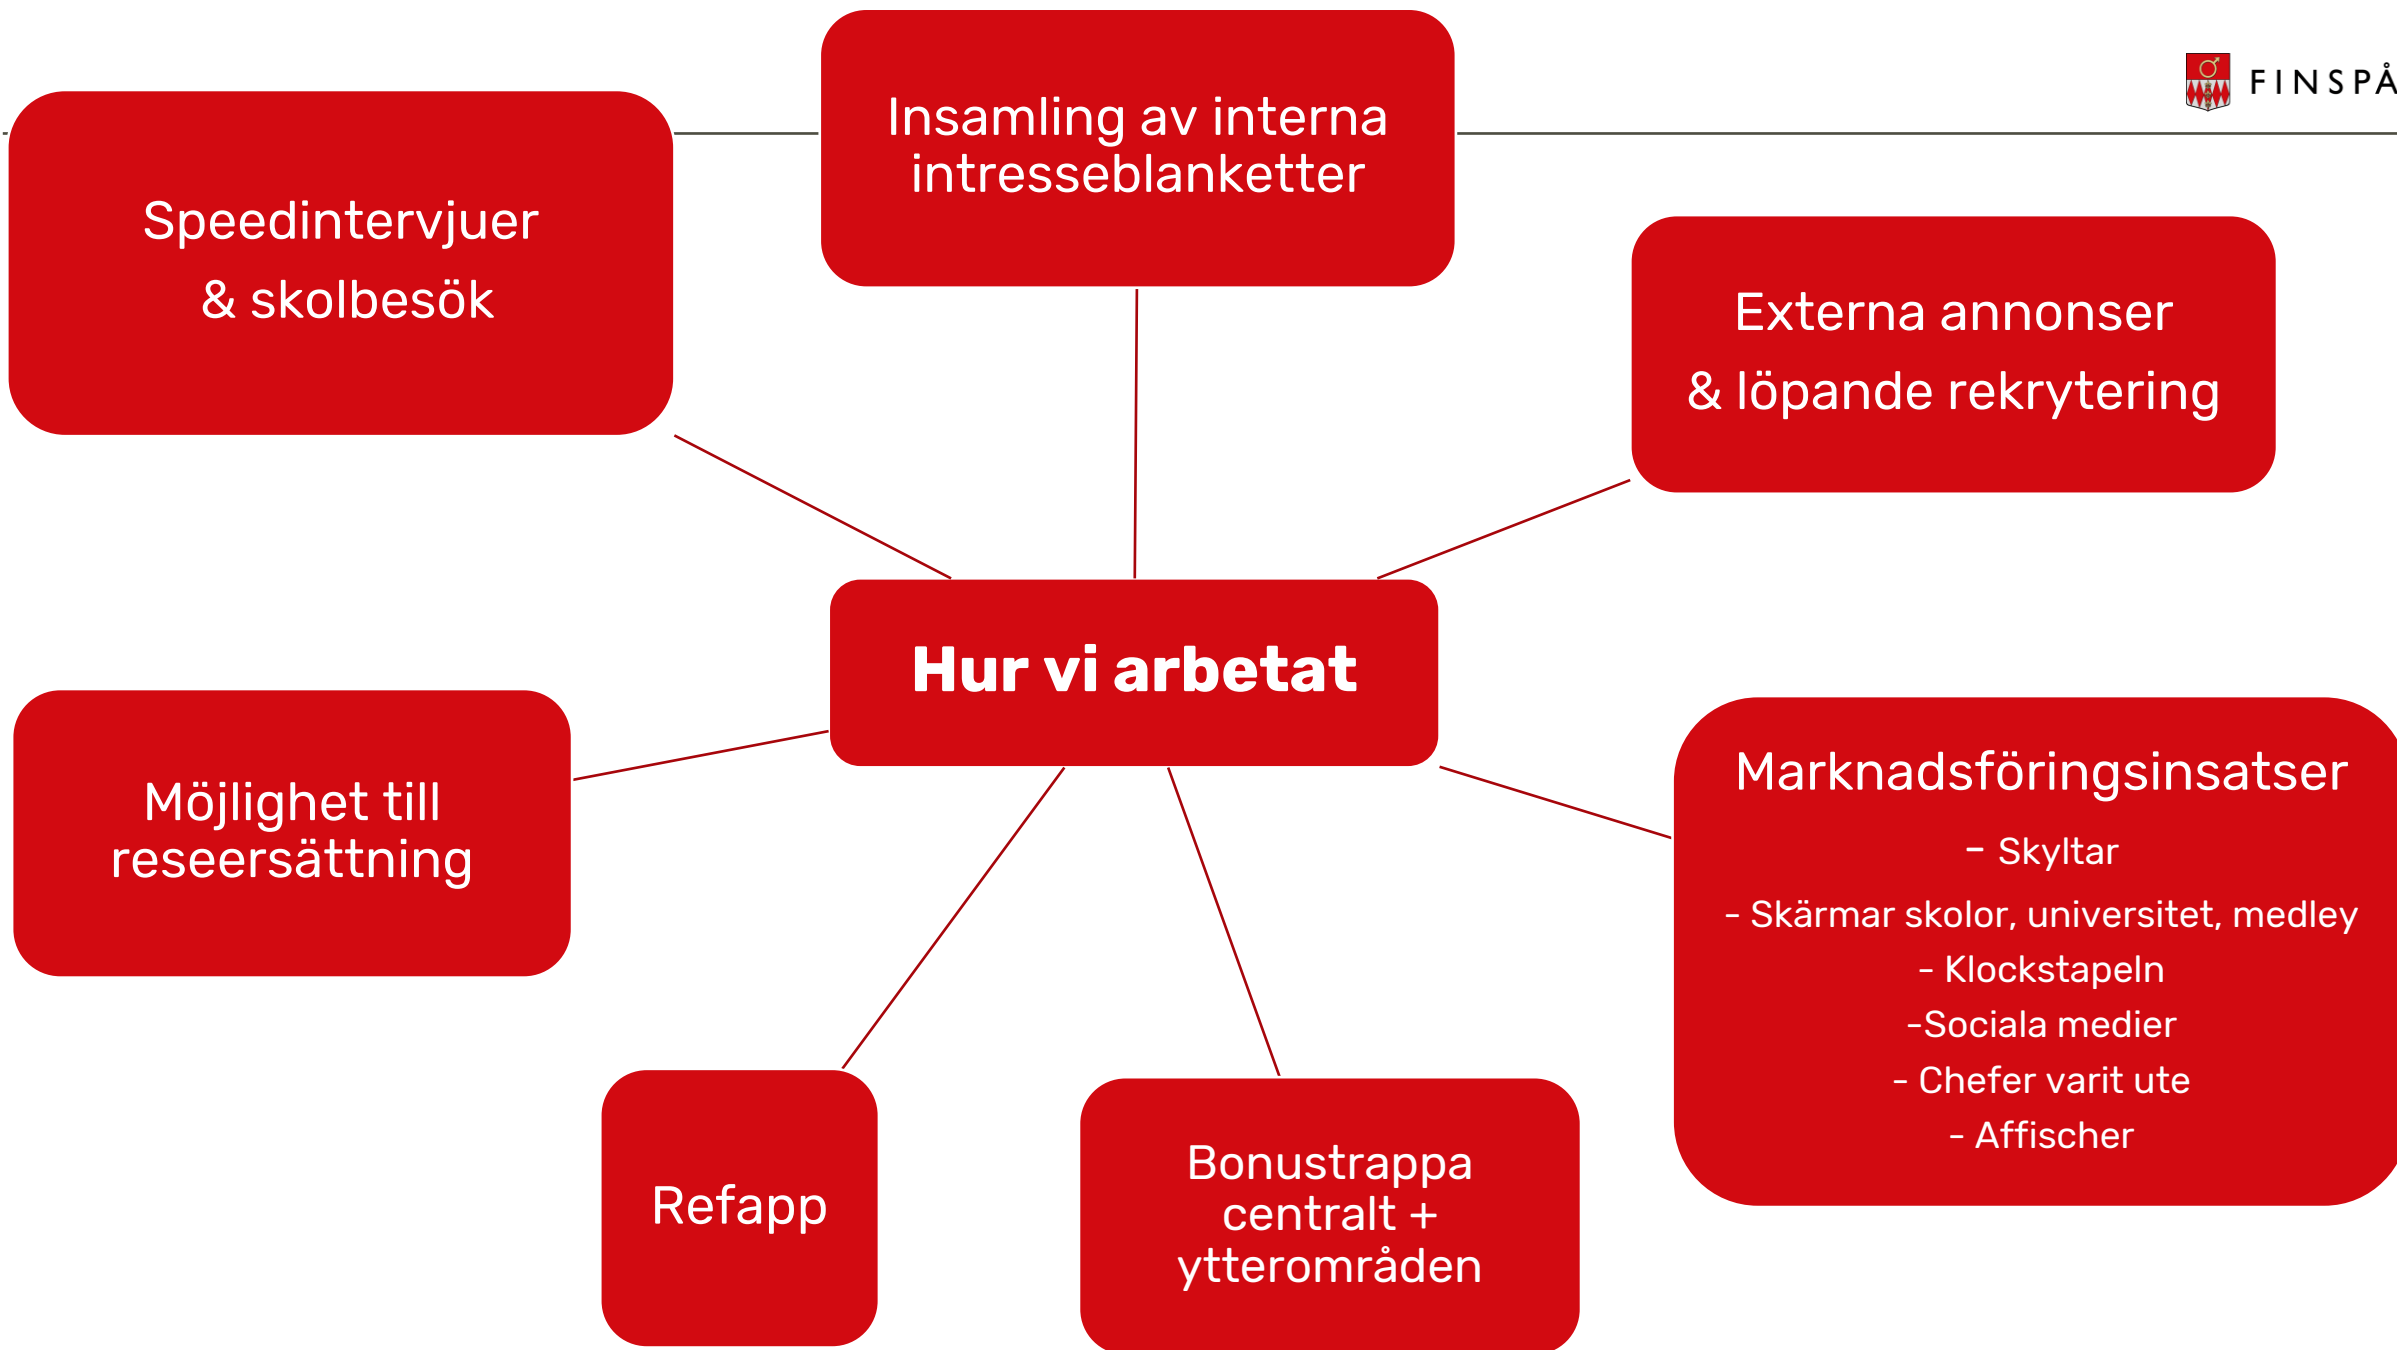 FINSPÅ
Insamling av interna
intresseblanketter
Speedintervjuer
& skolbesök
Externa annonser
& löpande rekrytering
Hur vi arbetat
Möjlighet till
reseersättning
Marknadsföringsinsatser
- Skyltar
- Skärmar skolor, universitet, medley
- Klockstapeln
-Sociala medier
- Chefer varit ute
- Affischer
Refapp
Bonustrappa
centralt +
ytterområden